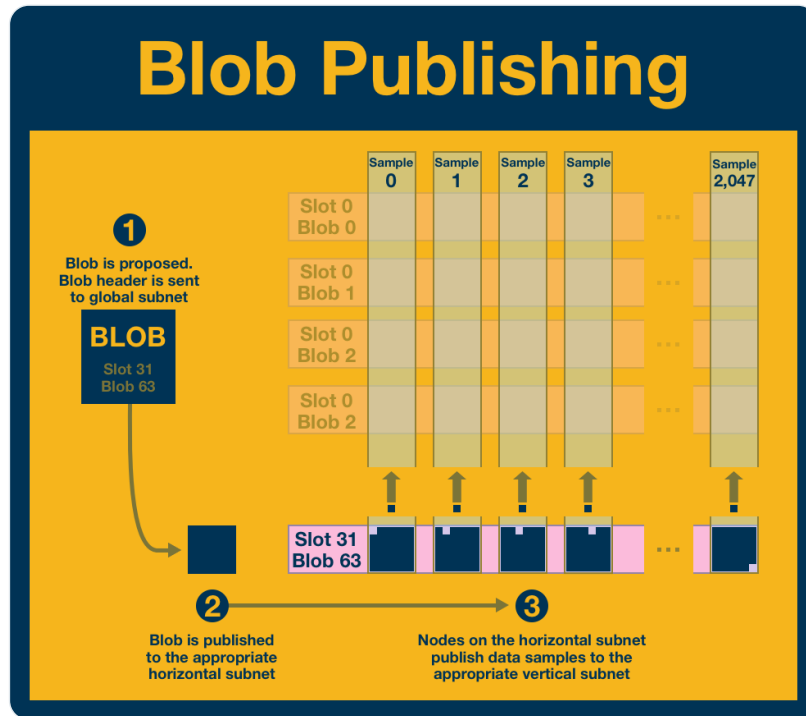 Blob Publishing
Sample
0
Sample
1
Sample
2
Sample
3
Sample
2,047
Slot 0
Blob 0
...
Slot 0
Blob 1
...
Slot 0
Blob 2
...
Slot 0
Blob 2
...
1
Blob is proposed.
Blob header is sent
to global subnet
BLOB
Slot 31
Blob 63
Slot 31
Blob 63
...
2
Blob is published
to the appropriate
horizontal subnet
3
Nodes on the horizontal subnet
publish data samples to the
appropriate vertical subnet